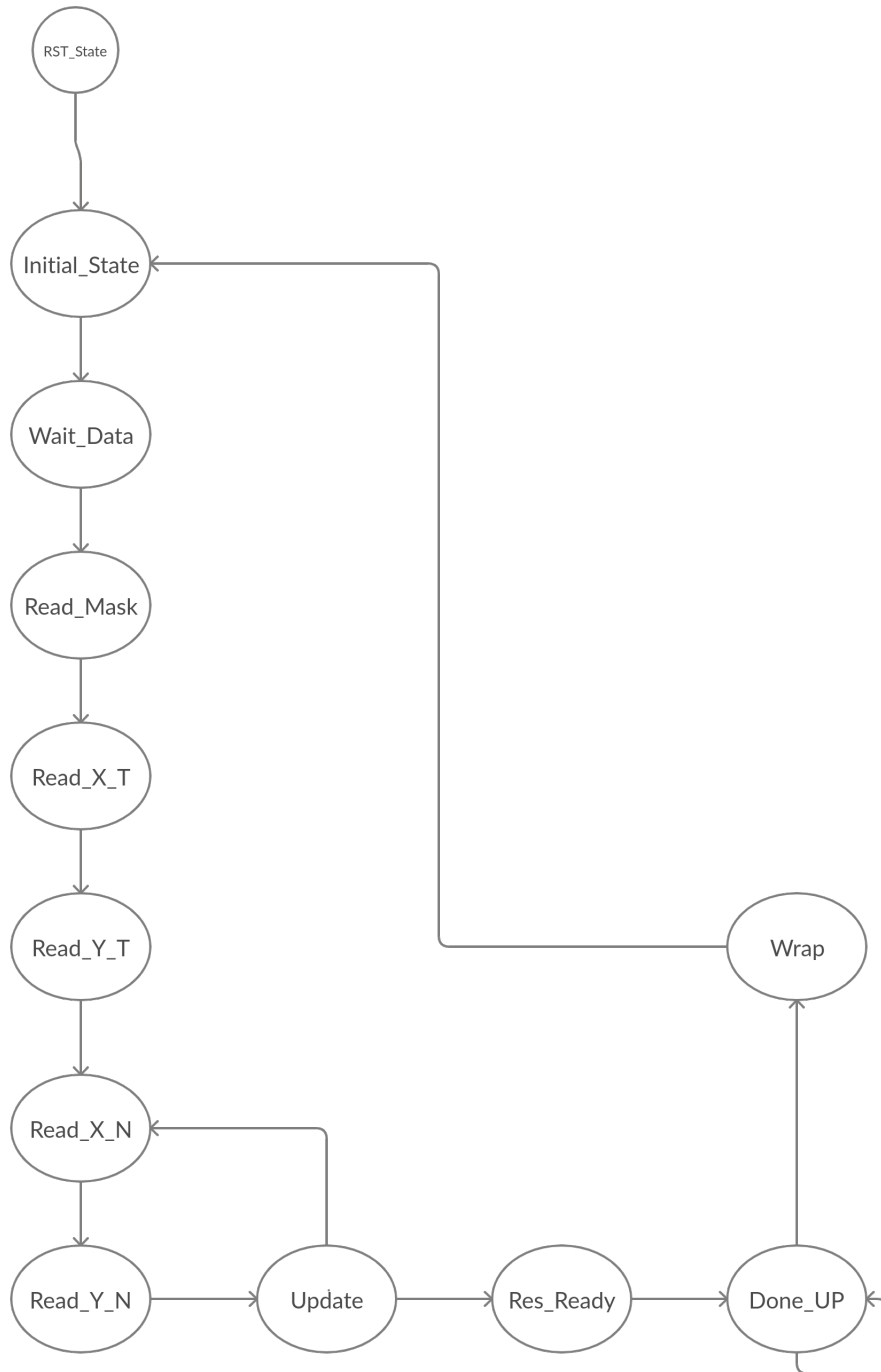 RST_State
Initial_State
Wait_Data
Read_Mask
Read_X_T
Read_Y_T
Wrap
Read_X_N
Read_Y_N
Update
Res_Ready
Done_UP